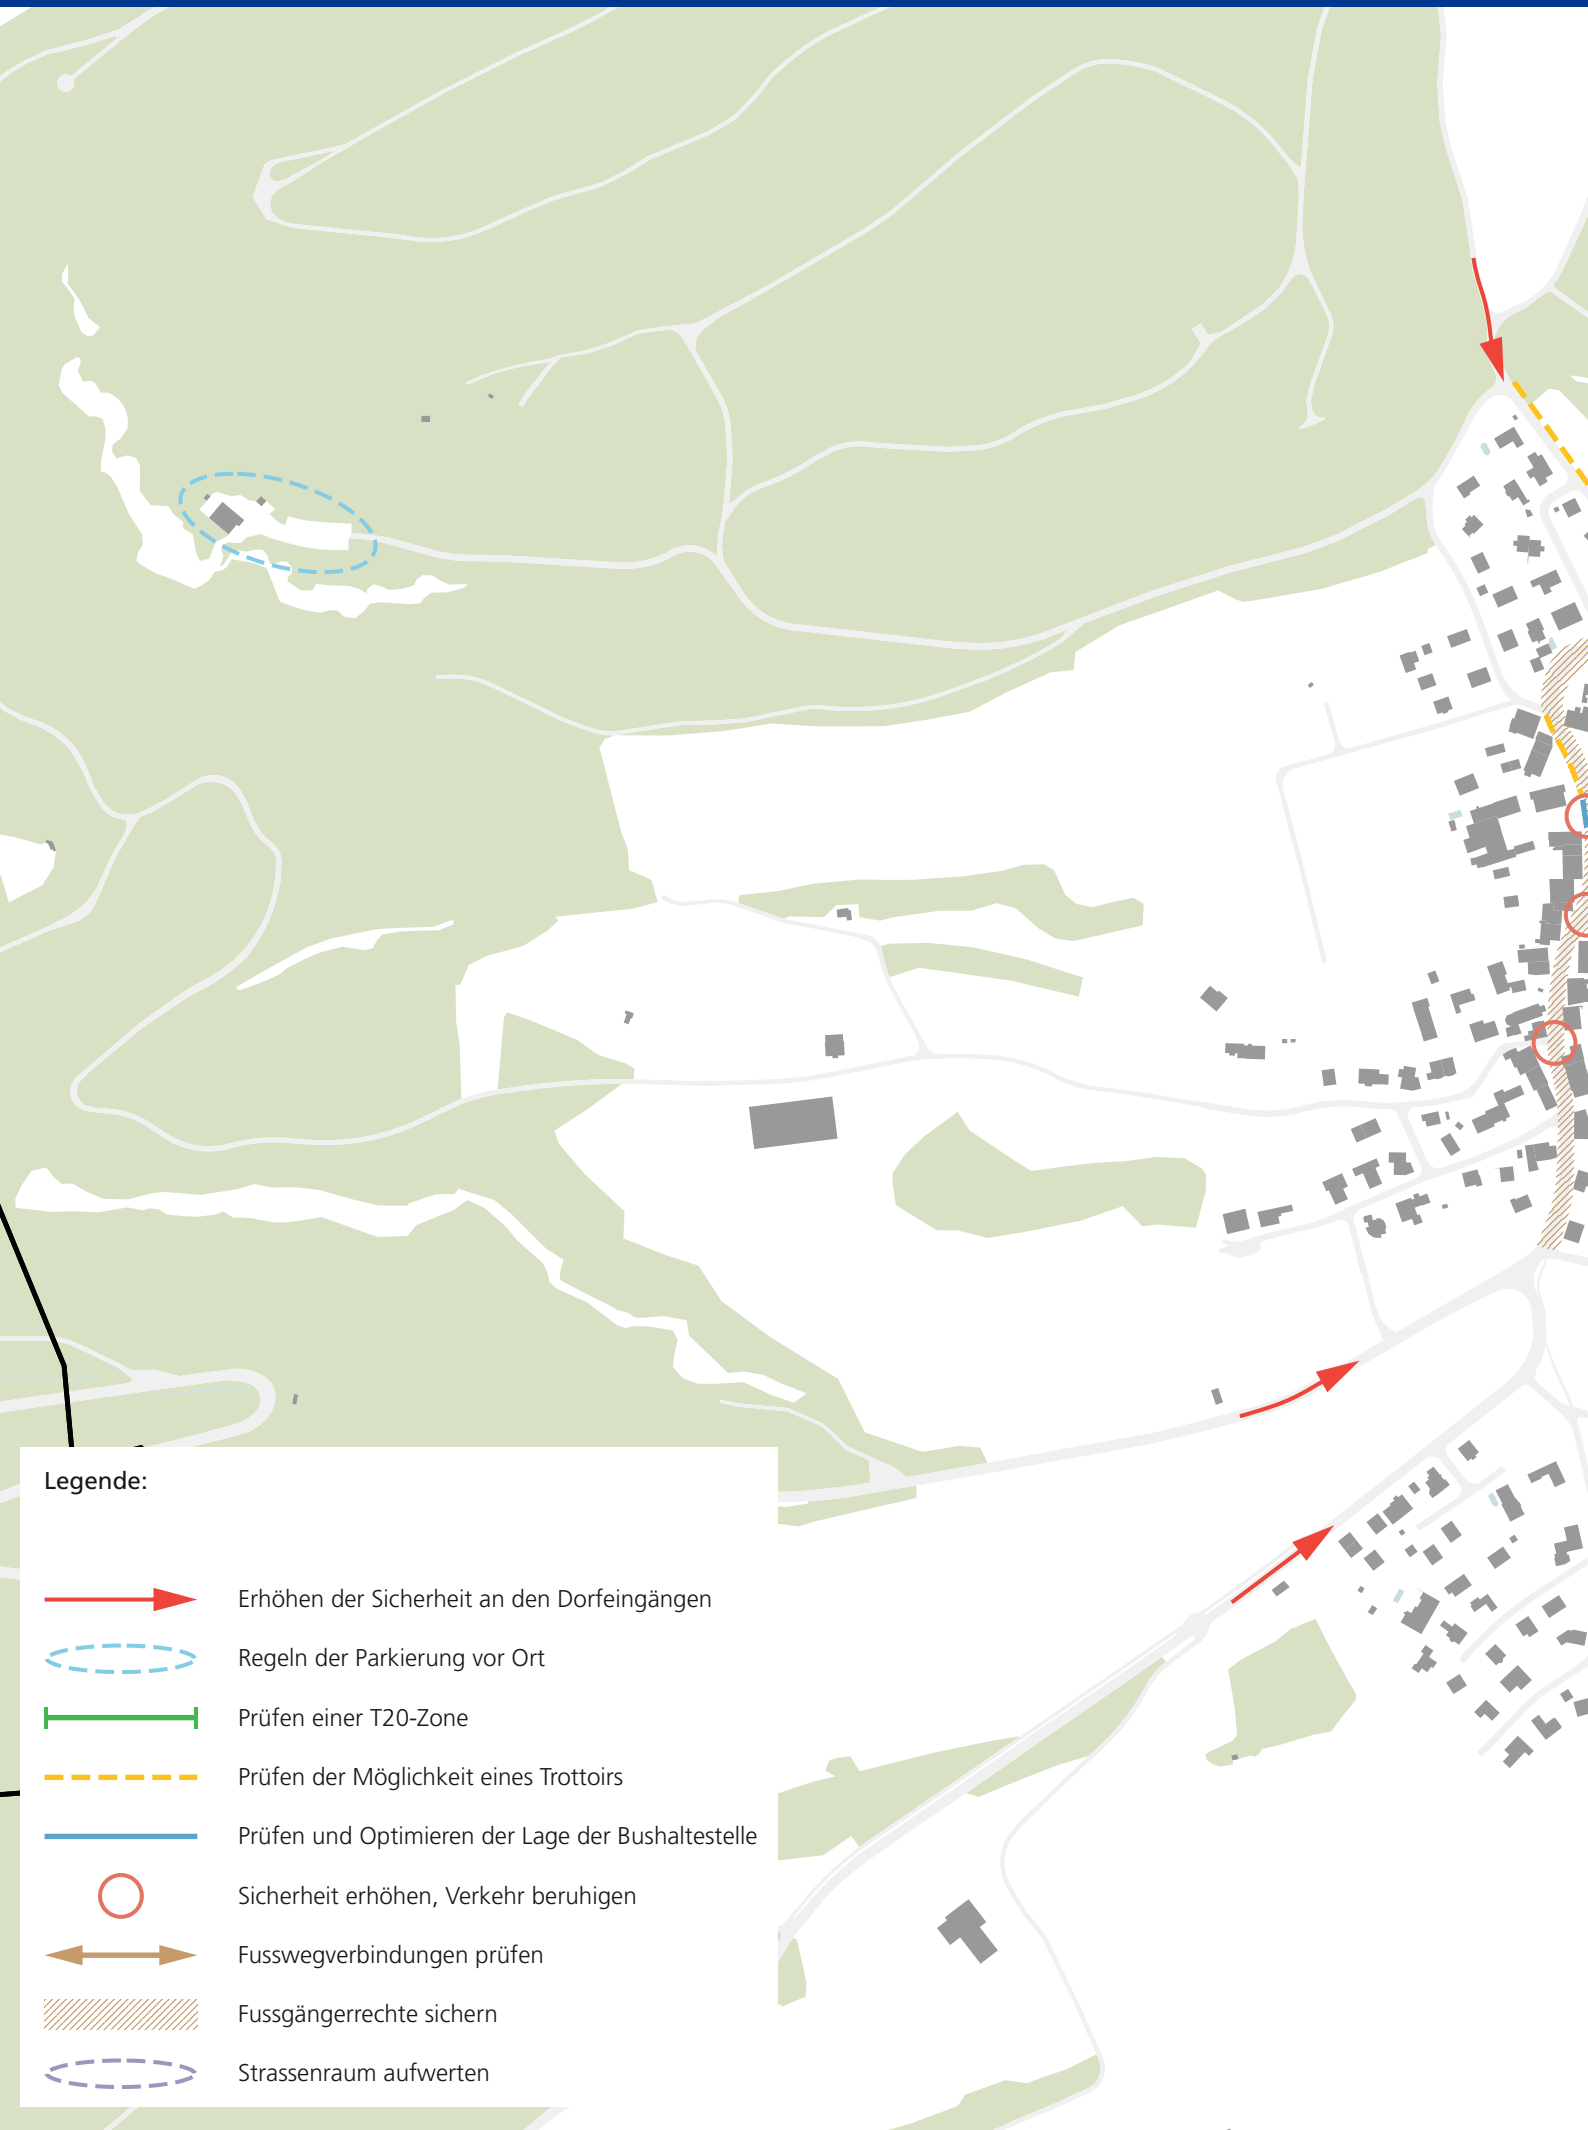 Legende:
Erhöhen der Sicherheit an den Dorfeingängen
Regeln der Parkierung vor Ort
Prüfen einer T20-Zone
Prüfen der Möglichkeit eines Trottoirs
Prüfen und Optimieren der Lage der Bushaltestelle
Sicherheit erhöhen, Verkehr beruhigen
Fusswegverbindungen prüfen
Fussgängerrechte sichern
Strassenraum aufwerten